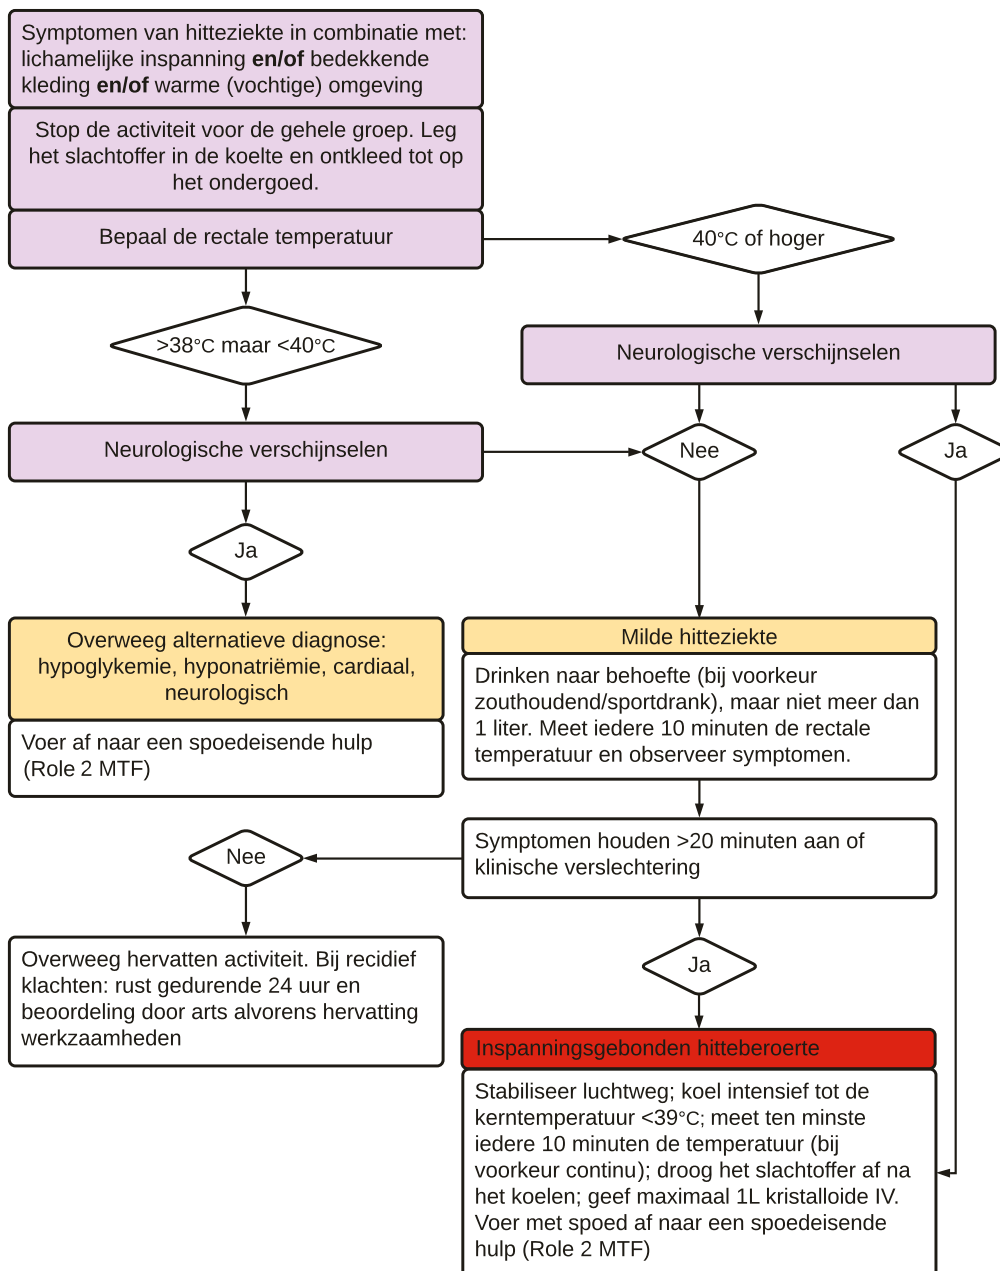 Symptomen van hitteziekte in combinatie met:
lichamelijke inspanning en/of bedekkende
kleding en/of warme (vochtige) omgeving
Stop de activiteit voor de gehele groep. Leg
het slachtoffer in de koelte en ontkleed tot op
het ondergoed.
Bepaal de rectale temperatuur
40°C of hoger
>38°C maar <40°C
Neurologische verschijnselen
Neurologische verschijnselen
Nee
Ja
Ja
Overweeg alternatieve diagnose:
hypoglykemie, hyponatriëmie, cardiaal,
neurologisch
Voer af naar een spoedeisende hulp
(Role 2 MTF)
Milde hitteziekte
Drinken naar behoefte (bij voorkeur
zouthoudend/sportdrank), maar niet meer dan
1 liter. Meet iedere 10 minuten de rectale
temperatuur en observeer symptomen.
Symptomen houden >20 minuten aan of
klinische verslechtering
Nee
Overweeg hervatten activiteit. Bij recidief
klachten: rust gedurende 24 uur en
beoordeling door arts alvorens hervatting
werkzaamheden
Ja
Inspanningsgebonden hitteberoerte
Stabiliseer luchtweg; koel intensief tot de
kerntemperatuur <39°C; meet ten minste
iedere 10 minuten de temperatuur (bij
voorkeur continu); droog het slachtoffer af na
het koelen; geef maximaal 1L kristalloide IV.
Voer met spoed af naar een spoedeisende
hulp (Role 2 MTF)